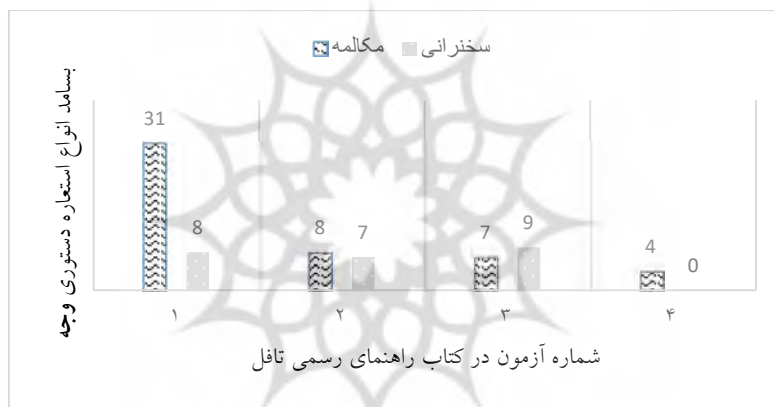 مکالمه سخنرانی
بسامد انواع استعاره دستوری وجه
31
8
8
7
7
9
4
0
۱ ۲ ۳ ۴
شماره آزمون در کتاب راهنمای رسمی تافل